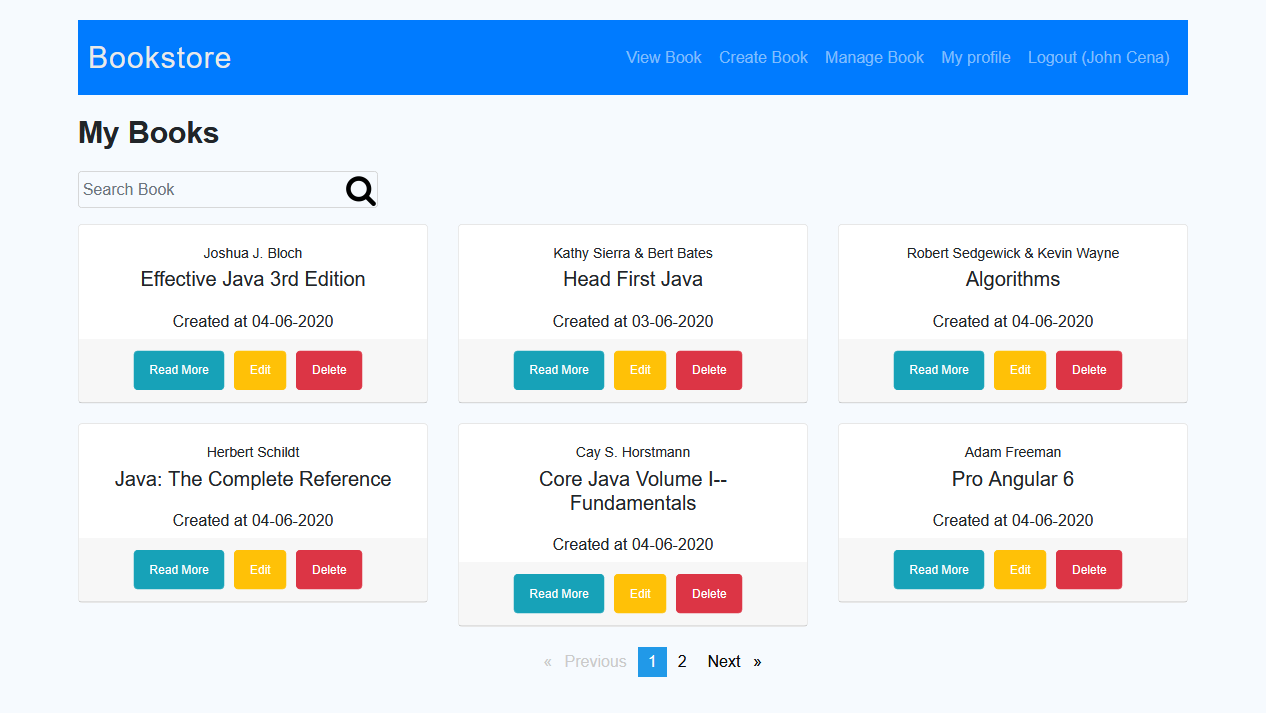 Bookstore
View Book Create Book Manage Book My profile Logout (John Cena)
My Books
Search Book
Joshua J. Bloch
Effective Java 3rd Edition
Created at 04-06-2020
Read More Edit Delete
Kathy Sierra & Bert Bates
Head First Java
Created at 03-06-2020
Read More Edit Delete
Robert Sedgewick & Kevin Wayne
Algorithms
Created at 04-06-2020
Read More Edit Delete
Herbert Schildt
Java: The Complete Reference
Created at 04-06-2020
Read More Edit Delete
Cay S. Horstmann
Core Java Volume I--
Fundamentals
Created at 04-06-2020
Read More Edit Delete
Adam Freeman
Pro Angular 6
Created at 04-06-2020
Read More Edit Delete
« Previous 1 2 Next »